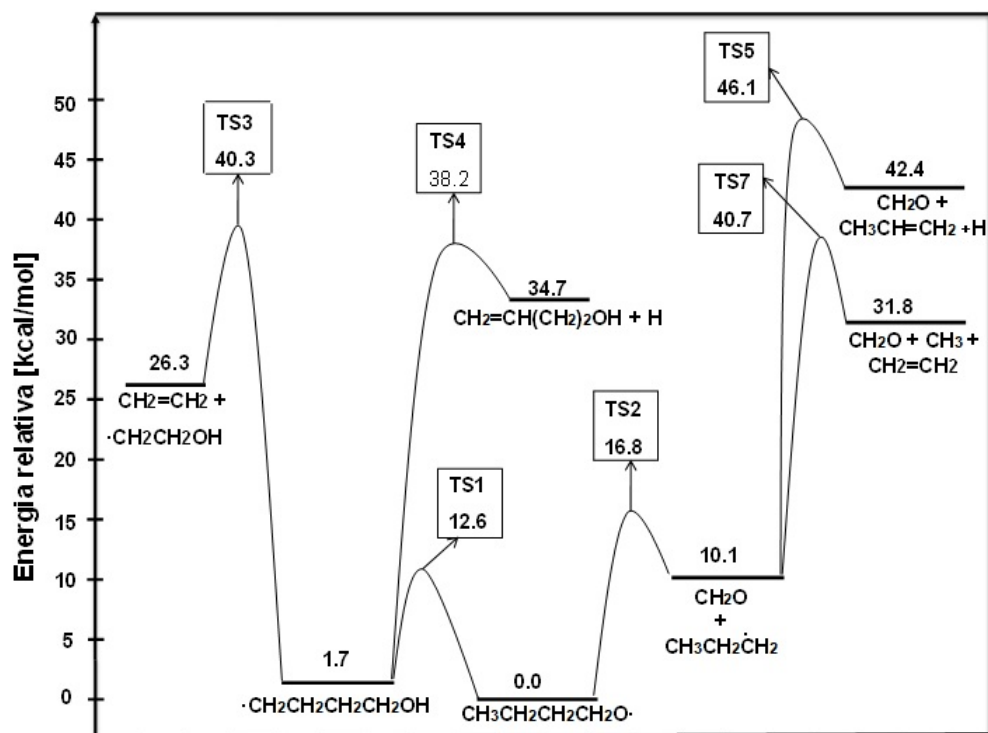 Energia relativa [kcal/mol]
50
45
40
35
30
25
20
15
10
5
0
TS3
40.3
TS4
38.2
TS5
46.1
TS7
40.7
TS2
16.8
TS1
12.6
26.3
CH2=CH2 +
·CH2CH2OH
34.7
CH2=CH(CH2)2OH + H
42.4
CH2O +
CH3CH=CH2 +H
31.8
CH2O + CH3 +
CH2=CH2
10.1
CH2O
+
CH3CH2ĊH2
1.7
·CH2CH2CH2CH2OH
0.0
CH3CH2CH2CH2O·